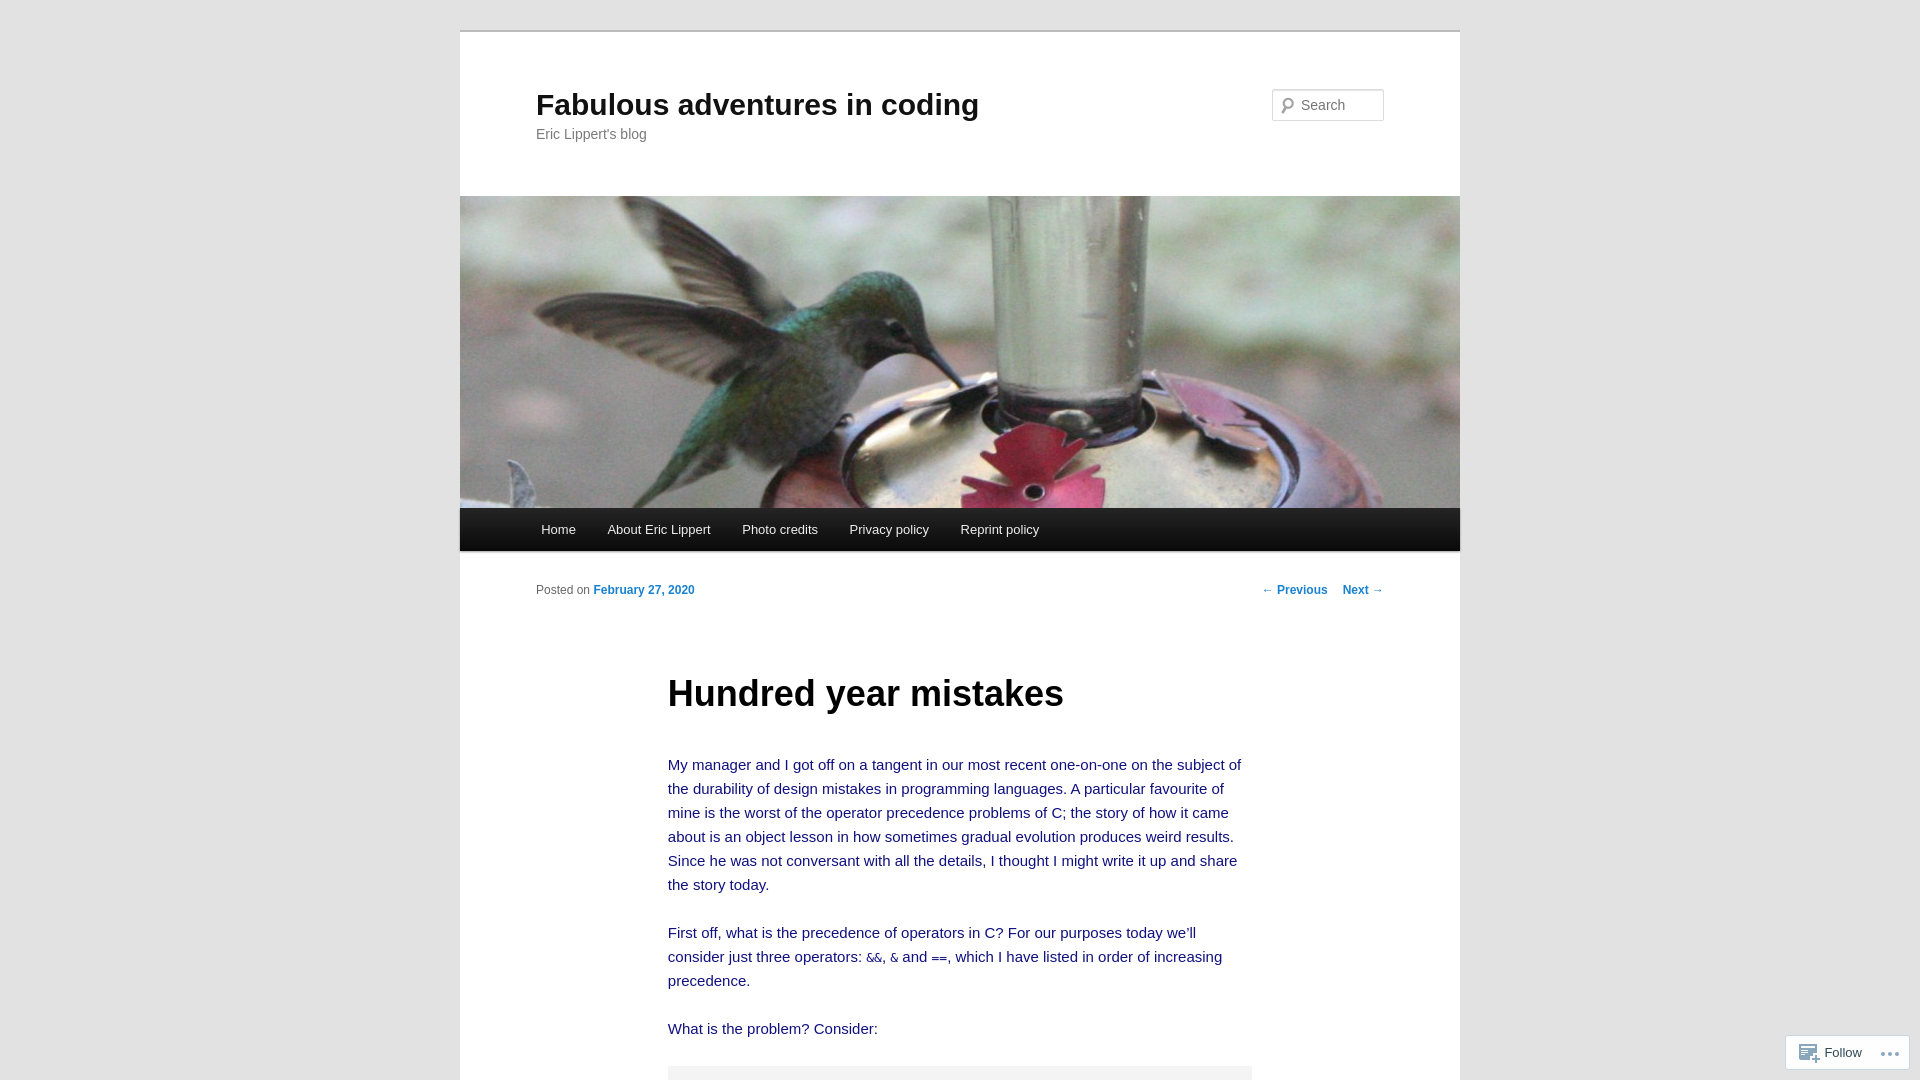 Fabulous adventures in coding
Eric Lippert's blog
Search
Home About Eric Lippert Photo credits Privacy policy Reprint policy
Posted on February 27, 2020
← Previous Next →
Hundred year mistakes
My manager and I got off on a tangent in our most recent one-on-one on the subject of
the durability of design mistakes in programming languages. A particular favourite of
mine is the worst of the operator precedence problems of C; the story of how it came
about is an object lesson in how sometimes gradual evolution produces weird results.
Since he was not conversant with all the details, I thought I might write it up and share
the story today.
First off, what is the precedence of operators in C? For our purposes today we’ll
consider just three operators: &&, & and ==, which I have listed in order of increasing
precedence.
What is the problem? Consider:
Follow